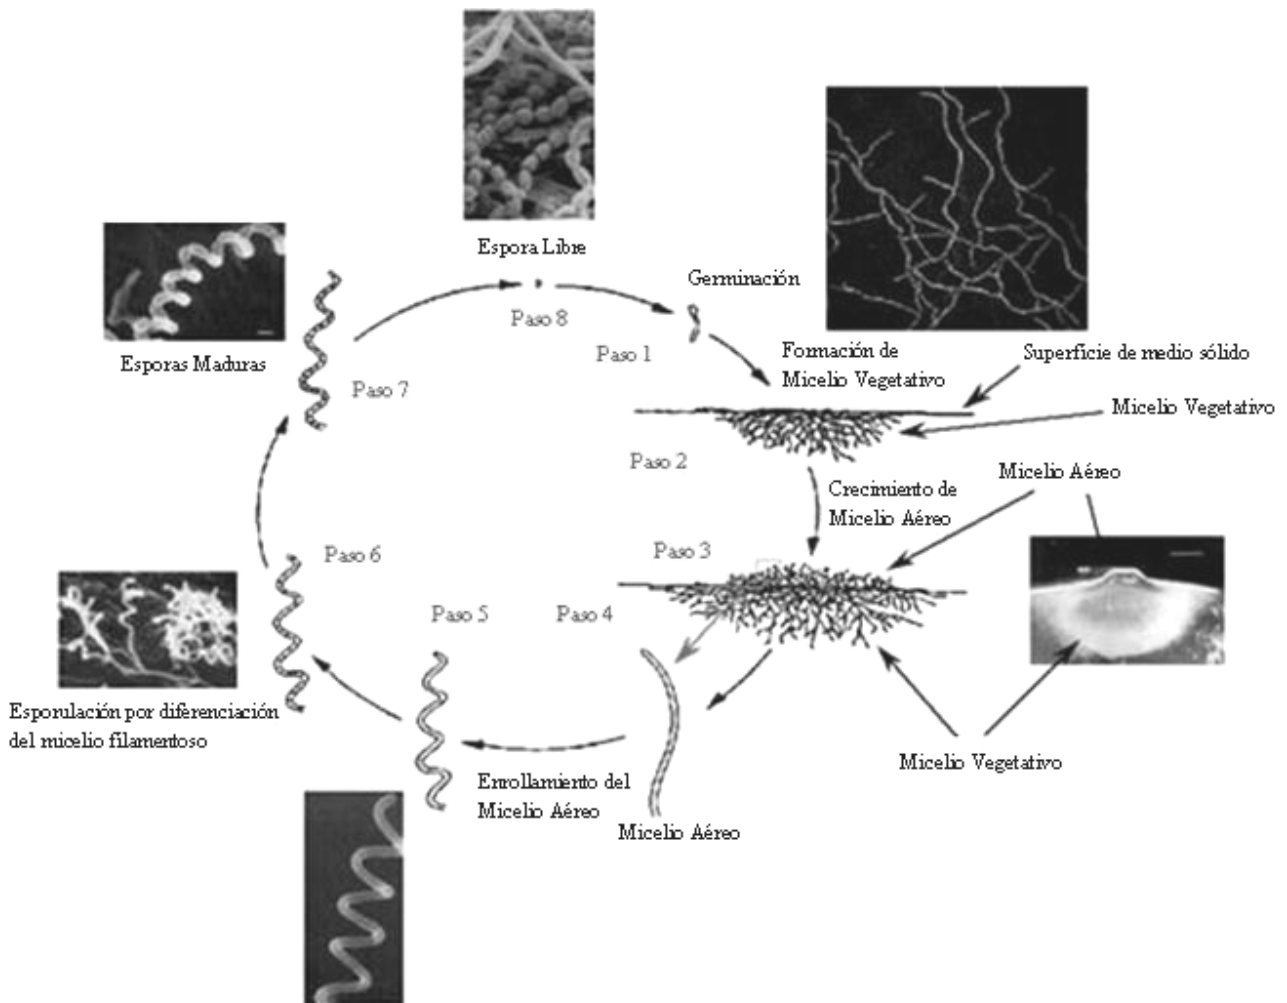 Espora Libre
Germinación
Paso 8
Paso 1
Formación de
Micelio Vegetativo
Superficie de medio sólido
Esporas Maduras
Paso 7
Micelio Vegetativo
Paso 2
Micelio Aéreo
Crecimiento de
Micelio Aéreo
Paso 6
Paso 3
Paso 5
Paso 4
Esporulación por diferenciación
del micelio filamentoso
Micelio Vegetativo
Enrollamiento del
Micelio Aéreo
Micelio Aéreo